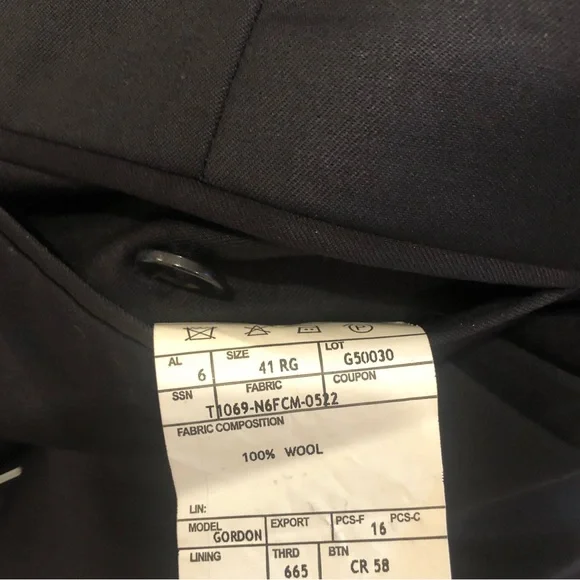 AL 6 SIZE 41 RG LOT G50030
SSN FABRIC COUPON
T1069-N6FCM-0522
FABRIC COMPOSITION
100% WOOL
LIN:
MODEL GORDON EXPORT PCS-F 16 PCS-C
LINING THRD 665 BTN CR 58